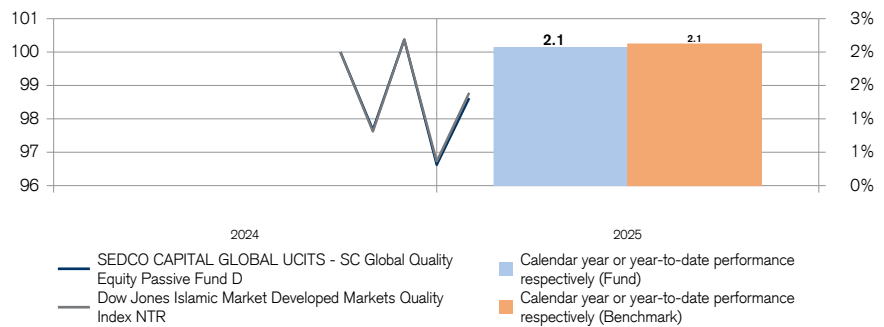 101
100
99
98
97
96
3%
2%
2%
1%
1%
0%
2.1
2.1
2024
2025
SEDCO CAPITAL GLOBAL UCITS - SC Global Quality
Equity Passive Fund D
Dow Jones Islamic Market Developed Markets Quality
Index NTR
Calendar year or year-to-date performance
respectively (Fund)
Calendar year or year-to-date performance
respectively (Benchmark)